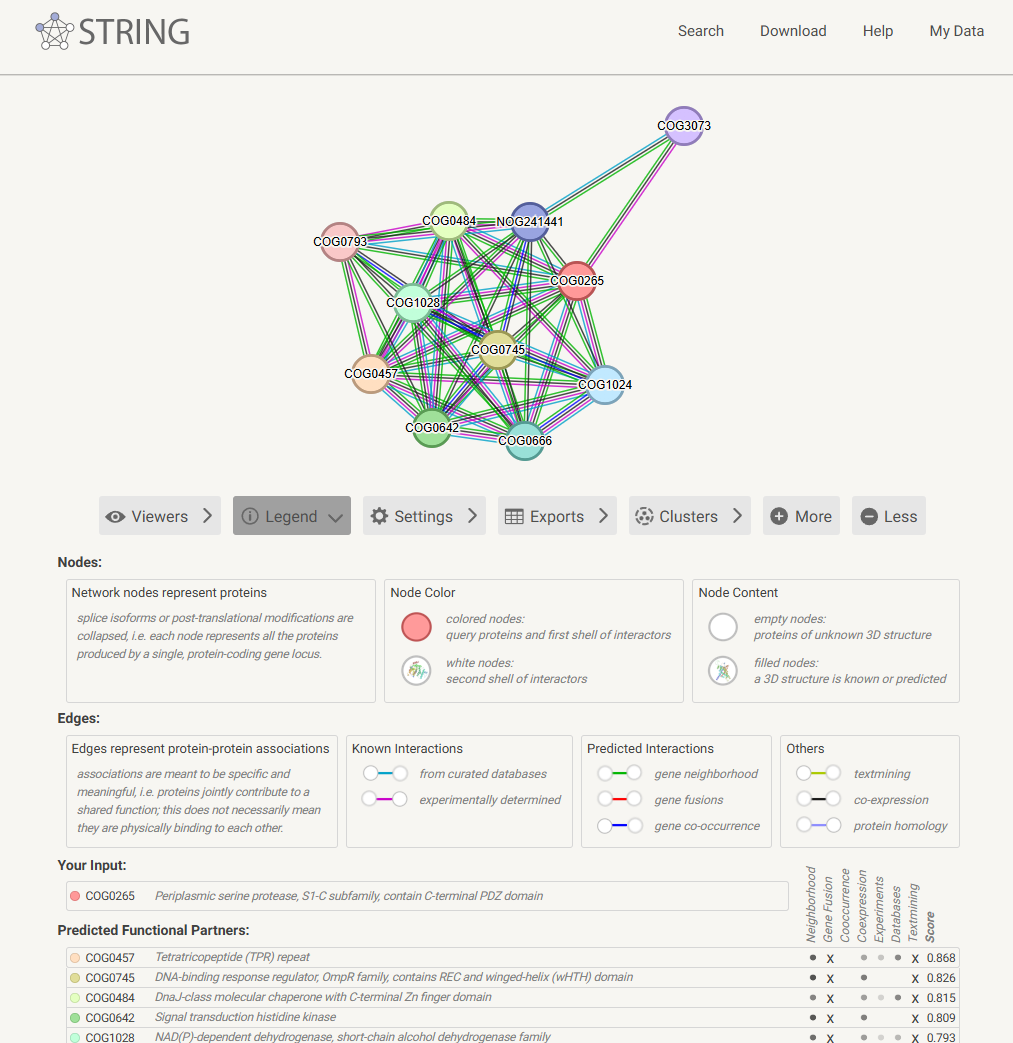 STRING
Search Download Help My Data
COG3073
COG0484 NOG241441
COG0793
COG0265
COG1028
COG0745
COG0457
COG1024
COG0642
COG0666
Viewers Legend Settings Exports Clusters More Less
Nodes:
Network nodes represent proteins
splice isoforms or post-translational modifications are
collapsed, i.e. each node represents all the proteins
produced by a single, protein-coding gene locus.
Node Color
colored nodes:
query proteins and first shell of interactors
white nodes:
second shell of interactors
Node Content
empty nodes:
proteins of unknown 3D structure
filled nodes:
a 3D structure is known or predicted
Edges:
Edges represent protein-protein associations
associations are meant to be specific and
meaningful, i.e. proteins jointly contribute to a
shared function; this does not necessarily mean
they are physically binding to each other.
Known Interactions
from curated databases
experimentally determined
Predicted Interactions
gene neighborhood
gene fusions
gene co-occurrence
Others
textmining
co-expression
protein homology
Your Input:
COG0265 Periplasmic serine protease, S1-C subfamily, contain C-terminal PDZ domain
Neighborhood
Gene Fusion
Cooccurrence
Coexpression
Experiments
Databases
Textmining
Score
Predicted Functional Partners:
COG0457 Tetratricopeptide (TPR) repeat X X 0.868
COG0745 DNA-binding response regulator, OmpR family, contains REC and winged-helix (wHTH) domain X X 0.826
COG0484 DnaJ-class molecular chaperone with C-terminal Zn finger domain X X 0.815
COG0642 Signal transduction histidine kinase X X 0.809
COG1028 NAD(P)-dependent dehydrogenase, short-chain alcohol dehydrogenase family X X 0.793